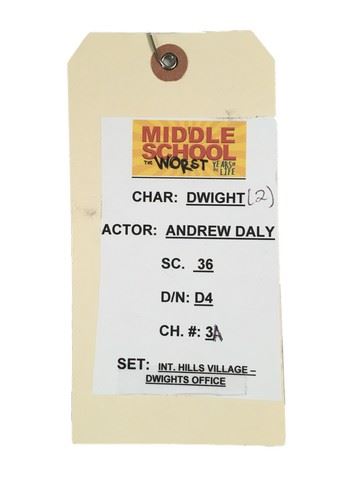 MIDDLE
SCHOOL
THE WORST YEARS OF
MY LIFE
CHAR: DWIGHT(2)
ACTOR: ANDREW DALY
SC. 36
D/N: D4
CH. #: 3A
SET: INT. HILLS VILLAGE –
DWIGHTS OFFICE